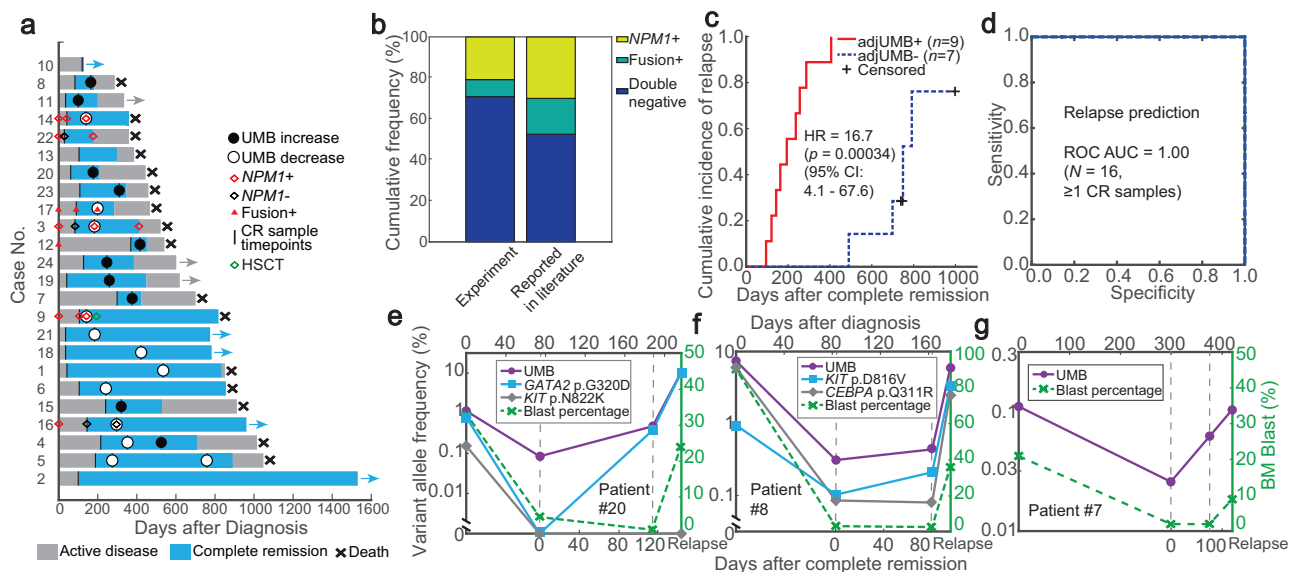 a
Case No.
10
8
11
14
22
13
20
23
17
3
12
24
19
7
9
21
18
1
6
15
16
4
5
2
0 200 400 600 800 1000 1200 1400 1600
Days after Diagnosis
UMB increase
UMB decrease
NPM1+
NPM1-
Fusion+
CR sample
timepoints
HSCT
Active disease Complete remission Death
b
Cumulative frequency (%)
100
80
60
40
20
0
Experiment
Reported
in literature
NPM1+
Fusion+
Double
negative
c
Cumulative incidence of relapse
1.0
0.8
0.6
0.4
0.2
0.0
adjUMB+ (n=9)
adjUMB- (n=7)
Censored
HR = 16.7
(p = 0.00034)
(95% CI:
4.1 - 67.6)
0 200 400 600 800 1000
Days after complete remission
d
Sensitivity
1.0
0.8
0.6
0.4
0.2
0
Relapse prediction
ROC AUC = 1.00
(N = 16,
≥1 CR samples)
0.0 0.2 0.4 0.6 0.8 1.0
Specificity
e
Days after diagnosis
0 50 100 150 200
Variant allele frequency (%)
10
1
0.1
0.01
0
UMB
GATA2 p.G320D
KIT p.N822K
Blast percentage
Patient
#20
50
40
30
20
10
0
0 40 80 120 Relapse
f
0 40 80 120 160
10
1
0.1
0
UMB
KIT p.D816V
CEBPA p.Q311R
Blast percentage
Patient
#8
100
80
60
40
20
0
0 40 80 Relapse
Days after complete remission
g
0 100 200 300 400
0.3
0.1
0.03
0.01
UMB
Blast percentage
Patient #7
50
40
30
20
10
0
BM Blast (%)
0 100 Relapse